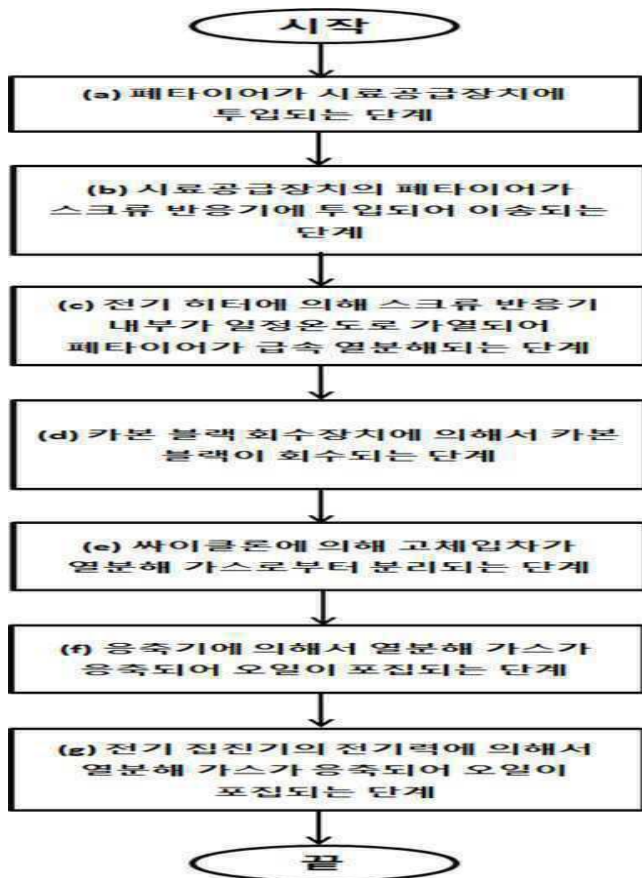 시작
(a) 폐타이어가 시료공급장치에
투입되는 단계
(b) 시료공급장치의 폐타이어가
스크류 반응기에 투입되어 이송되는
단계
(c) 전기 히터에 의해 스크류 반응기
내부가 일정온도로 가열되어
폐타이어가 급속 열분해되는 단계
(d) 카본 블랙 회수장치에 의해서 카본
블랙이 회수되는 단계
(e) 싸이클론에 의해 고체입자가
열분해 가스로부터 분리되는 단계
(f) 응축기에 의해서 열분해 가스가
응축되어 오일이 포집되는 단계
(g) 전기 집진기의 전기력에 의해서
열분해 가스가 응축되어 오일이
포집되는 단계
끝